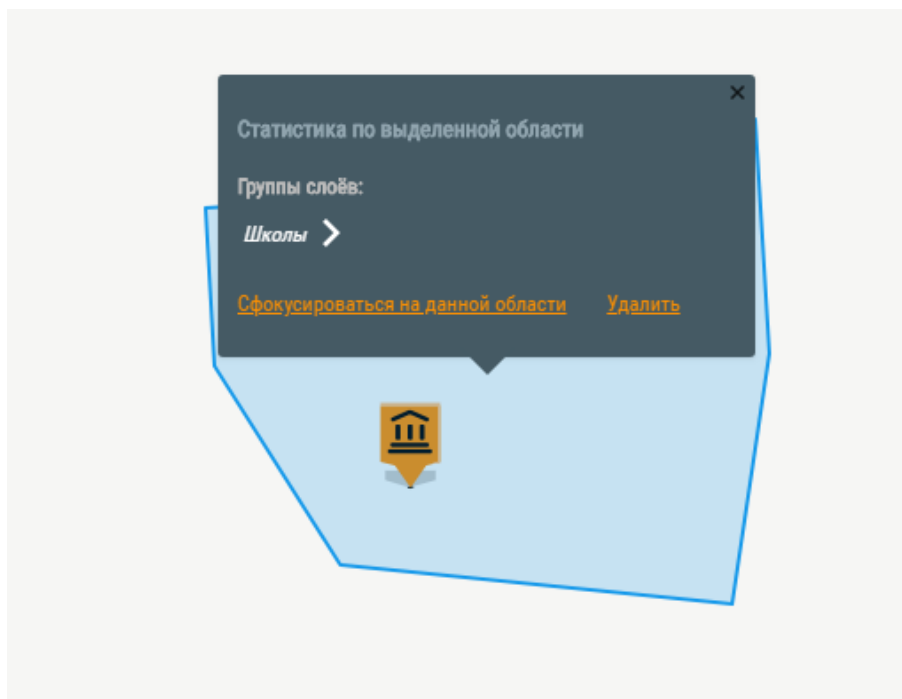 Статистика по выделенной области
Группы слоёв:
Школы
Сфокусироваться на данной области Удалить